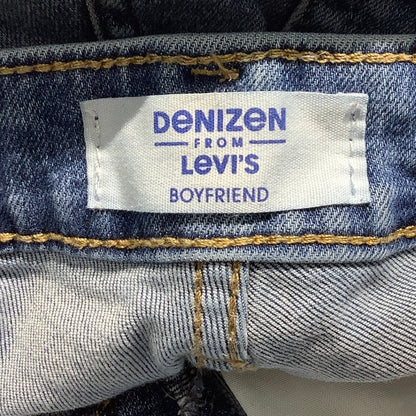 DeNiZEN
FROM
Levi's
BOYFRIEND